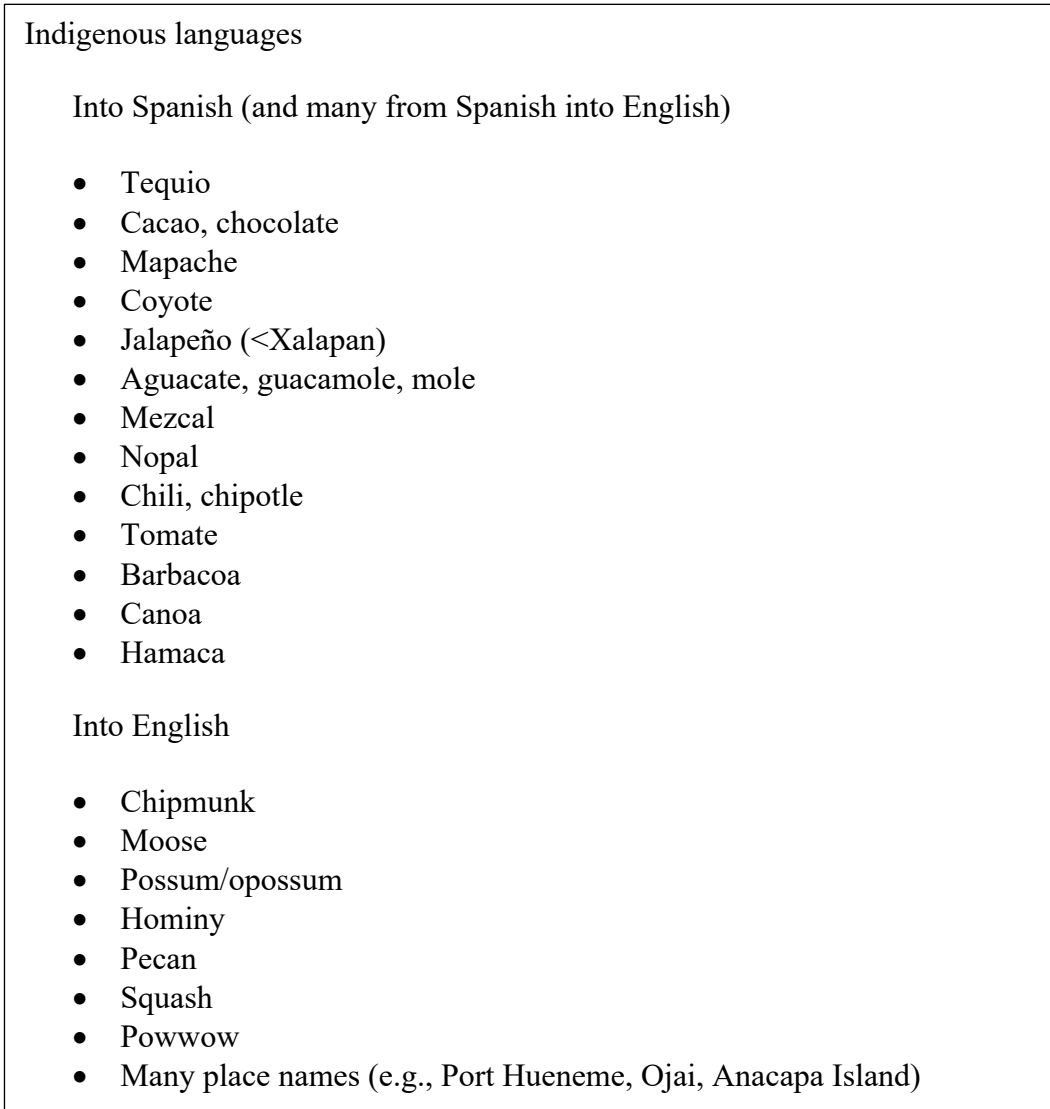 Indigenous languages
Into Spanish (and many from Spanish into English)
• Tequio
• Cacao, chocolate
• Mapache
• Coyote
• Jalapeño (<Xalapan)
• Aguacate, guacamole, mole
• Mezcal
• Nopal
• Chili, chipotle
• Tomate
• Barbacoa
• Canoa
• Hamaca
Into English
• Chipmunk
• Moose
• Possum/opossum
• Hominy
• Pecan
• Squash
• Powwow
• Many place names (e.g., Port Hueneme, Ojai, Anacapa Island)